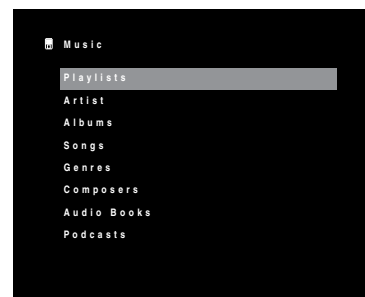 Music
Playlists
Artist
Albums
Songs
Genres
Composers
Audio Books
Podcasts